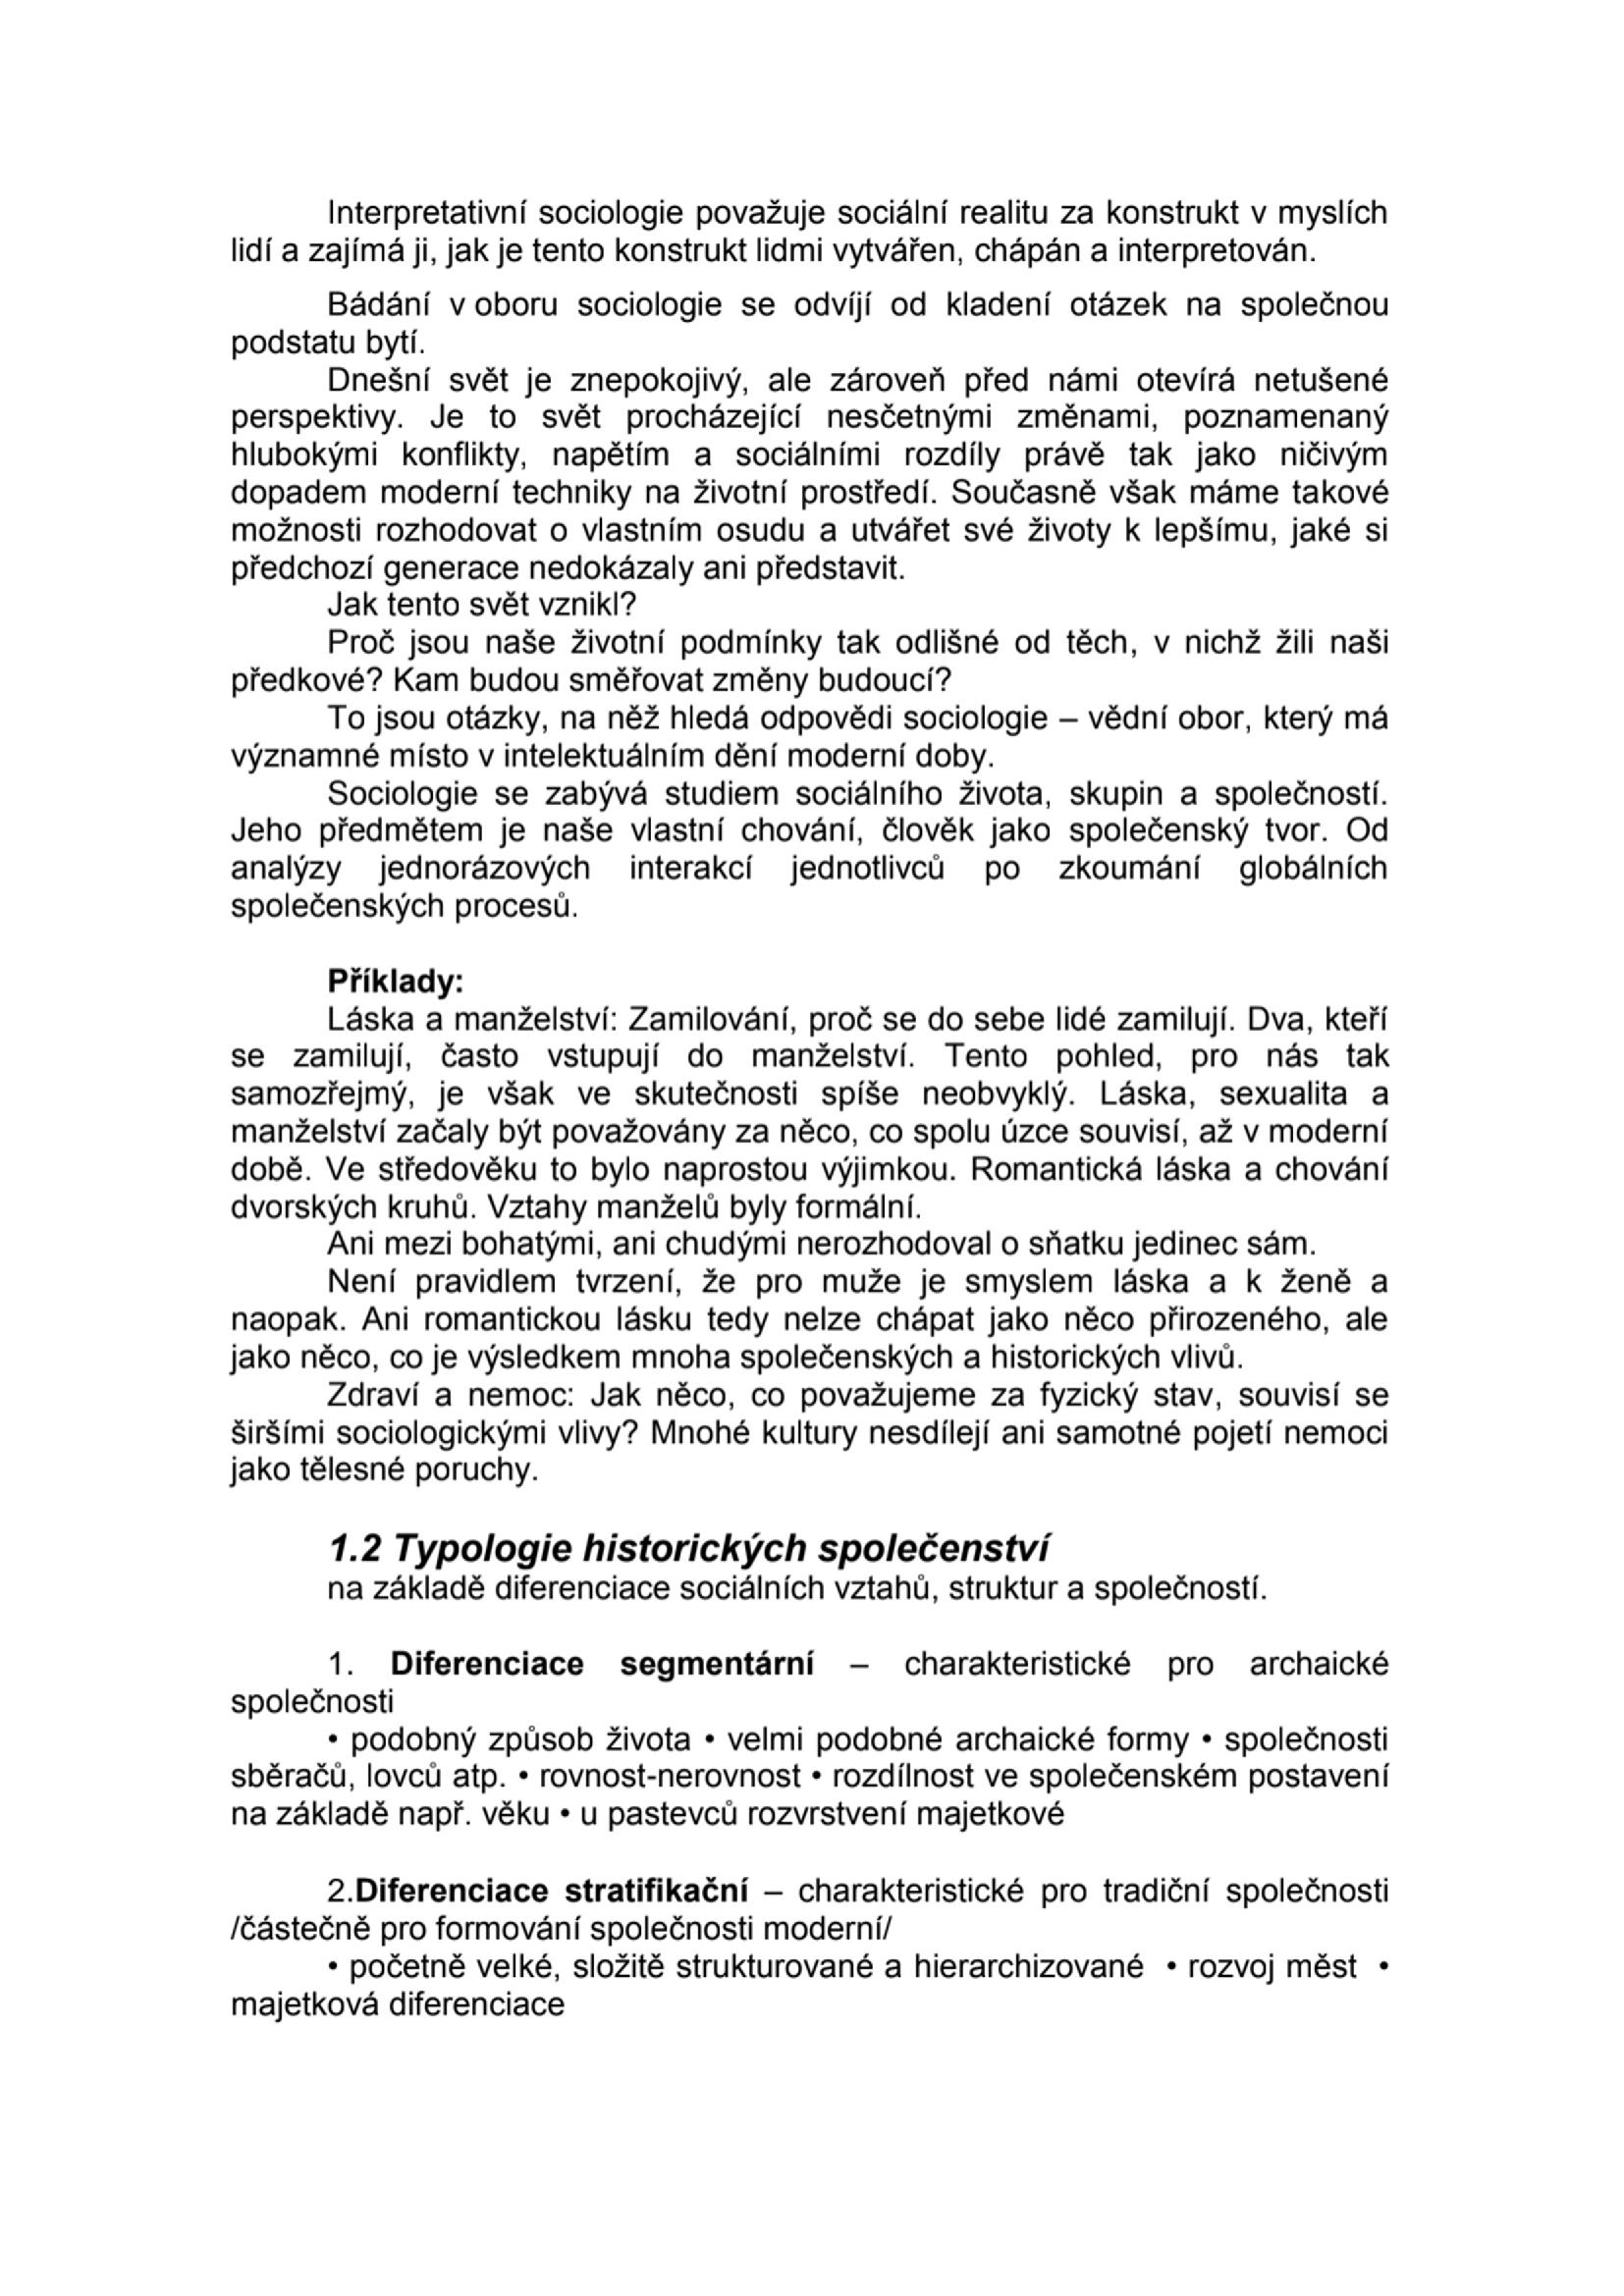 Interpretativní sociologie považuje sociální realitu za konstrukt v myslích
lidí a zajímá ji, jak je tento konstrukt lidmi vytvářen, chápán a interpretován.
Bádání v oboru sociologie se odvíjí od kladení otázek na společnou
podstatu bytí.
Dnešní svět je znepokojivý, ale zároveň před námi otevírá netušené
perspektivy. Je to svět procházející nesčetnými změnami, poznamenaný
hlubokými konflikty, napětím a sociálními rozdíly právě tak jako ničivým
dopadem moderní techniky na životní prostředí. Současně však máme takové
možnosti rozhodovat o vlastním osudu a utvářet své životy k lepšímu, jaké si
předchozí generace nedokázaly ani představit.
Jak tento svět vznikl?
Proč jsou naše životní podmínky tak odlišné od těch, v nichž žili naši
předkové? Kam budou směřovat změny budoucí?
To jsou otázky, na něž hledá odpovědi sociologie – vědní obor, který má
významné místo v intelektuálním dění moderní doby.
Sociologie se zabývá studiem sociálního života, skupin a společností.
Jeho předmětem je naše vlastní chování, člověk jako společenský tvor. Od
analýzy jednorázových interakcí jednotlivců po zkoumání globálních
společenských procesů.
Příklady:
Láska a manželství: Zamilování, proč se do sebe lidé zamilují. Dva, kteří
se zamilují, často vstupují do manželství. Tento pohled, pro nás tak
samozřejmý, je však ve skutečnosti spíše neobvyklý. Láska, sexualita a
manželství začaly být považovány za něco, co spolu úzce souvisí, až v moderní
době. Ve středověku to bylo naprostou výjimkou. Romantická láska a chování
dvorských kruhů. Vztahy manželů byly formální.
Ani mezi bohatými, ani chudými nerozhodoval o sňatku jedinec sám.
Není pravidlem tvrzení, že pro muže je smyslem láska a k ženě a
naopak. Ani romantickou lásku tedy nelze chápat jako něco přirozeného, ale
jako něco, co je výsledkem mnoha společenských a historických vlivů.
Zdraví a nemoc: Jak něco, co považujeme za fyzický stav, souvisí se
širšími sociologickými vlivy? Mnohé kultury nesdílejí ani samotné pojetí nemoci
jako tělesné poruchy.
1.2 Typologie historických společenství
na základě diferenciace sociálních vztahů, struktur a společností.
1. Diferenciace segmentární – charakteristické pro archaické
společnosti
• podobný způsob života • velmi podobné archaické formy • společnosti
sběračů, lovců atp. • rovnost-nerovnost • rozdílnost ve společenském postavení
na základě např. věku • u pastevců rozvrstvení majetkové
2.Diferenciace stratifikační – charakteristické pro tradiční společnosti
/částečně pro formování společnosti moderní/
• početně velké, složitě strukturované a hierarchizované • rozvoj měst •
majetková diferenciace